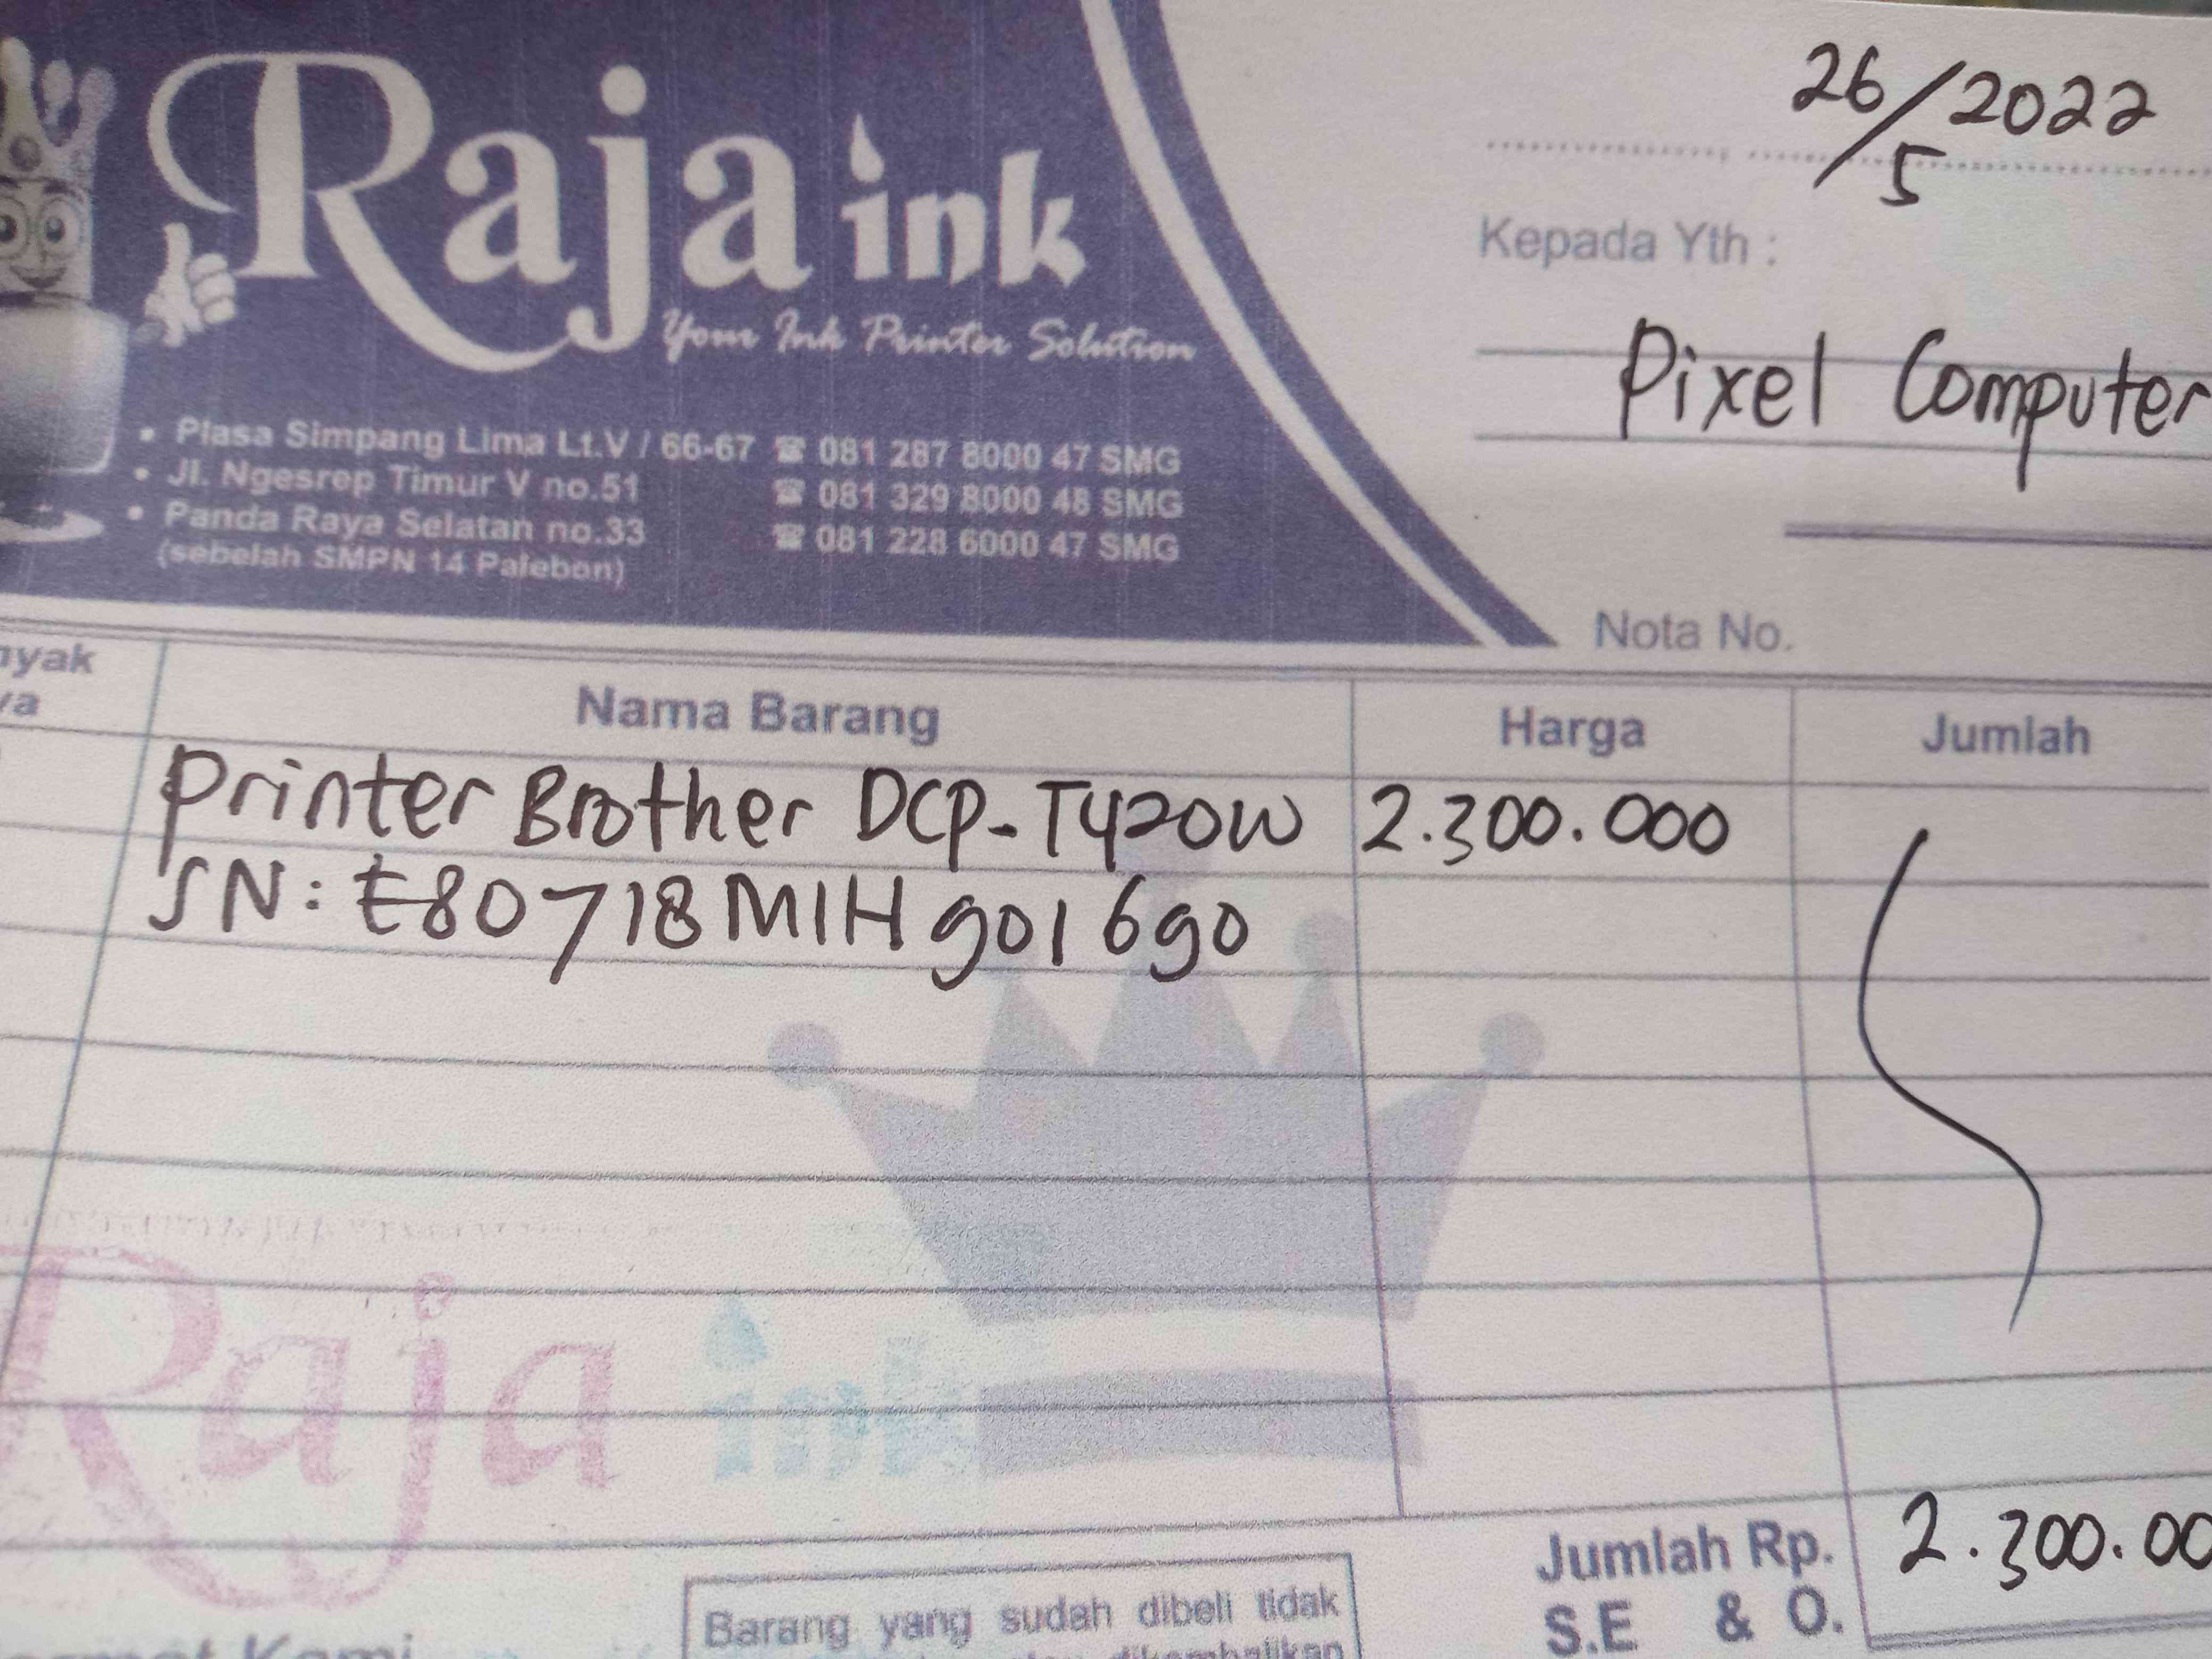 Raja ink
Your Ink Printer Solution
• Plasa Simpang Lima Lt.V / 66-67 ☎ 081 287 8000 47 SMG
• Jl. Ngesrep Timur V no.51 ☎ 081 329 8000 48 SMG
• Panda Raya Selatan no.33 ☎ 081 228 6000 47 SMG
(sebelah SMPN 14 Palebon)
26/5 2022
Kepada Yth :
Pixel Computer
Nota No.
nyak
ya
Nama Barang Harga Jumlah
Printer Brother DCP-T420W 2.300.000
SN: E80718M1H901690
Raja ink
Jumlah Rp. 2.300.00
S.E & O.
Barang yang sudah dibeli tidak
dikembalikan
Kami